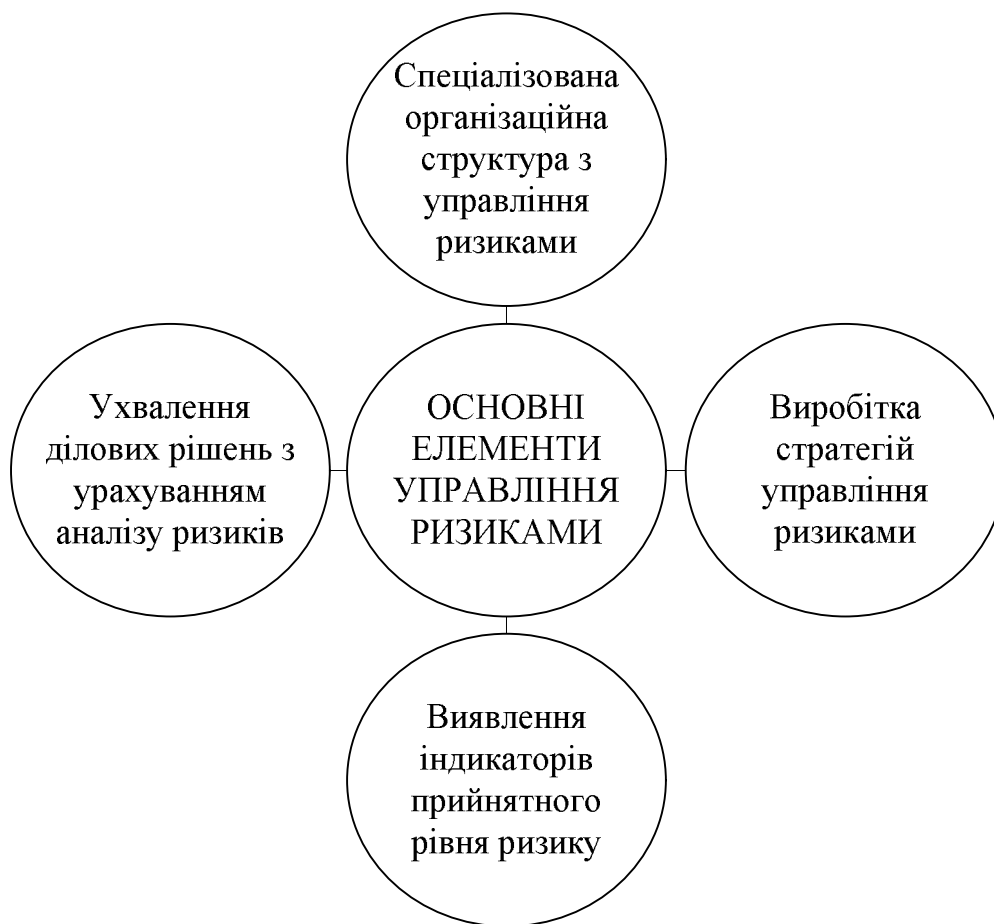 Спеціалізована
організаційна
структура з
управління
ризиками
Ухвалення
ділових рішень з
урахуванням
аналізу ризиків
ОСНОВНІ
ЕЛЕМЕНТИ
УПРАВЛІННЯ
РИЗИКАМИ
Виробітка
стратегій
управління
ризиками
Виявлення
індикаторів
прийнятного
рівня ризику